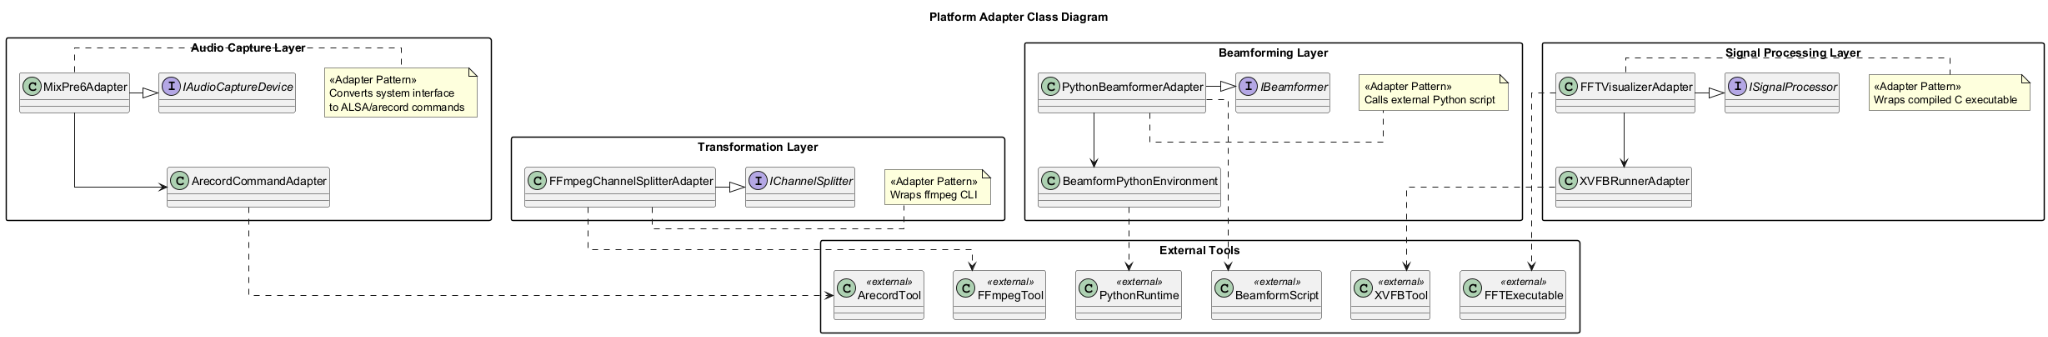 Platform Adapter Class Diagram
Audio Capture Layer
C MixPre6Adapter
I IAudioCaptureDevice
«Adapter Pattern»
Converts system interface
to ALSA/arecord commands
C ArecordCommandAdapter
Transformation Layer
C FFmpegChannelSplitterAdapter
I IChannelSplitter
«Adapter Pattern»
Wraps ffmpeg CLI
Beamforming Layer
C PythonBeamformerAdapter
I IBeamformer
«Adapter Pattern»
Calls external Python script
C BeamformPythonEnvironment
Signal Processing Layer
C FFTVisualizerAdapter
I ISignalProcessor
«Adapter Pattern»
Wraps compiled C executable
C XVFBRunnerAdapter
External Tools
C «external»
ArecordTool
C «external»
FFmpegTool
C «external»
PythonRuntime
C «external»
BeamformScript
C «external»
XVFBTool
C «external»
FFTExecutable